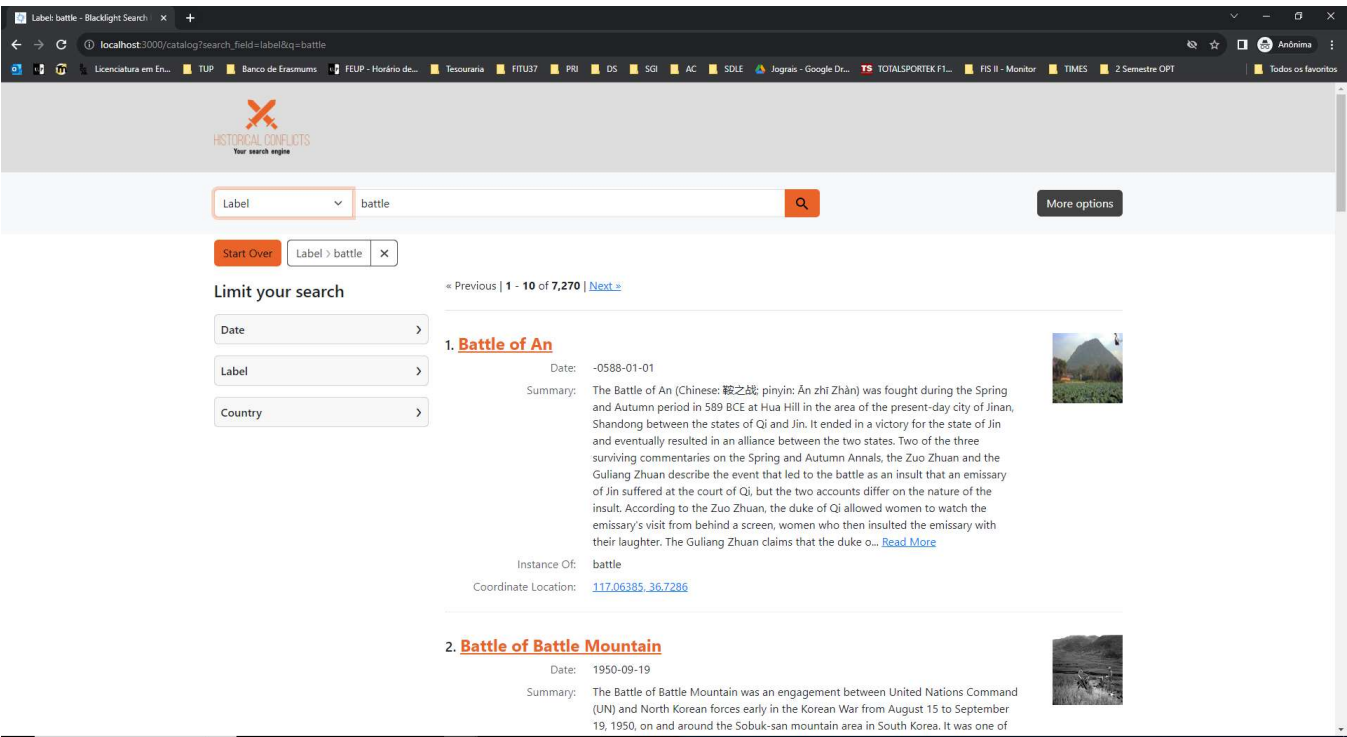 Label: battle - Blacklight Search
localhost:3000/catalog?search_field=label&q=battle
Anónima
Licenciatura em En... TUP Banco de Erasmums FEUP - Horário de... Tesouraria FITU37 PRI DS SGI AC SDLE Jograis - Google Dr... TS TOTALSPORTEK F1... FIS II - Monitor TIMES 2 Semestre OPT Todos os favoritos
HISTORICAL CONFLICTS
Your search engine
Label battle More options
Start Over Label > battle ×
« Previous | 1 - 10 of 7,270 | Next »
Limit your search
Date
Label
Country
1. Battle of An
Date: -0588-01-01
Summary: The Battle of An (Chinese: 鞍之战; pinyin: Ān zhī Zhàn) was fought during the Spring
and Autumn period in 589 BCE at Hua Hill in the area of the present-day city of Jinan,
Shandong between the states of Qi and Jin. It ended in a victory for the state of Jin
and eventually resulted in an alliance between the two states. Two of the three
surviving commentaries on the Spring and Autumn Annals, the Zuo Zhuan and the
Guliang Zhuan describe the event that led to the battle as an insult that an emissary
of Jin suffered at the court of Qi, but the two accounts differ on the nature of the
insult. According to the Zuo Zhuan, the duke of Qi allowed women to watch the
emissary's visit from behind a screen, women who then insulted the emissary with
their laughter. The Guliang Zhuan claims that the duke o... Read More
Instance Of: battle
Coordinate Location: 117.06385, 36.7286
2. Battle of Battle Mountain
Date: 1950-09-19
Summary: The Battle of Battle Mountain was an engagement between United Nations Command
(UN) and North Korean forces early in the Korean War from August 15 to September
19, 1950, on and around the Sobuk-san mountain area in South Korea. It was one of